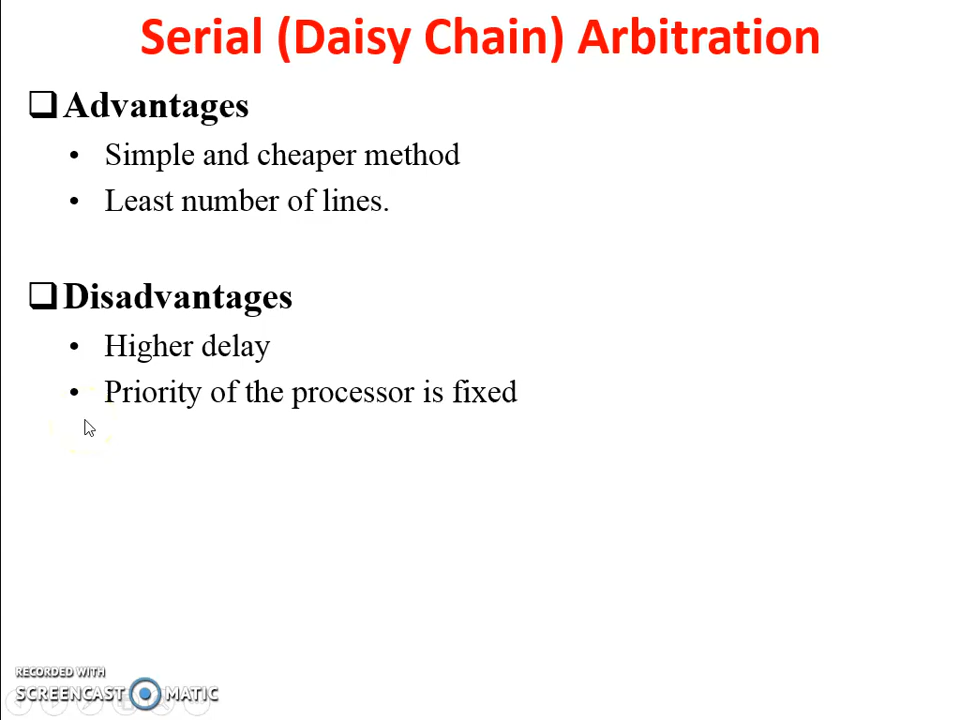 Serial (Daisy Chain) Arbitration
Advantages
• Simple and cheaper method
• Least number of lines.
Disadvantages
• Higher delay
• Priority of the processor is fixed
RECORDED WITH
SCREENCAST MATIC